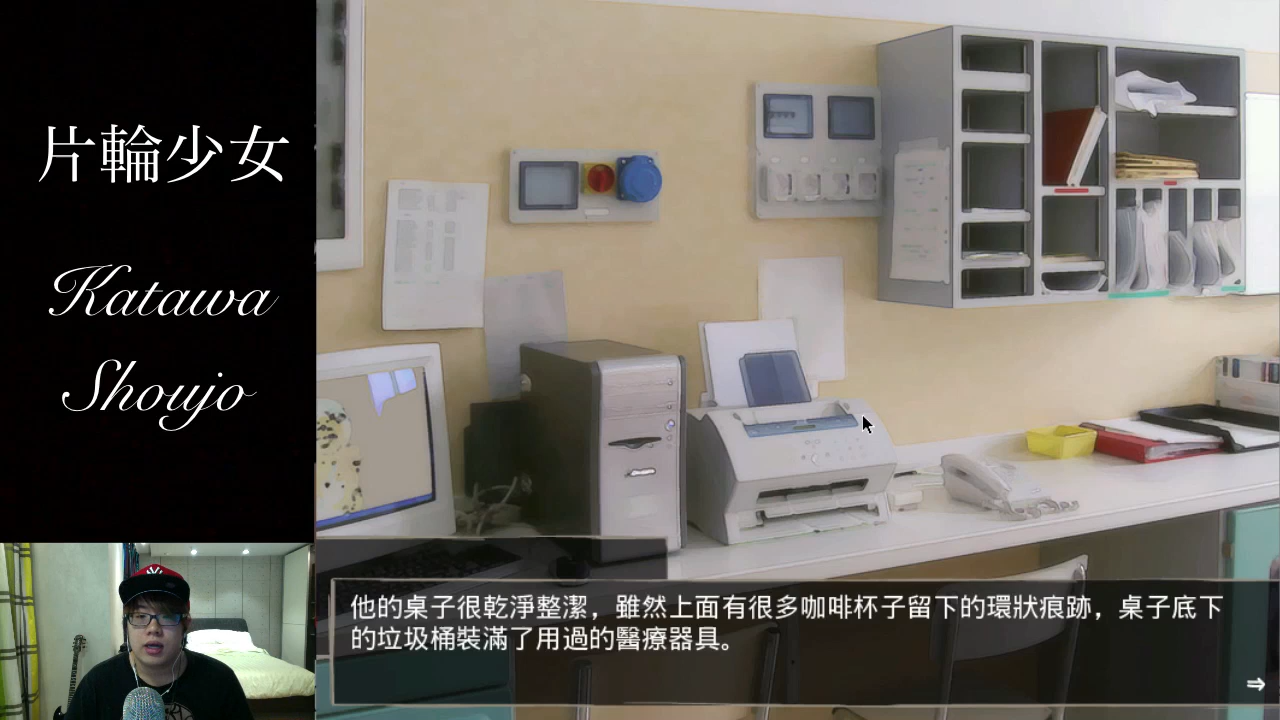 片輪少女
Katawa
Shoujo
他的桌子很乾淨整潔，雖然上面有很多咖啡杯子留下的環狀痕跡，桌子底下
的垃圾桶裝滿了用過的醫療器具。
⇒